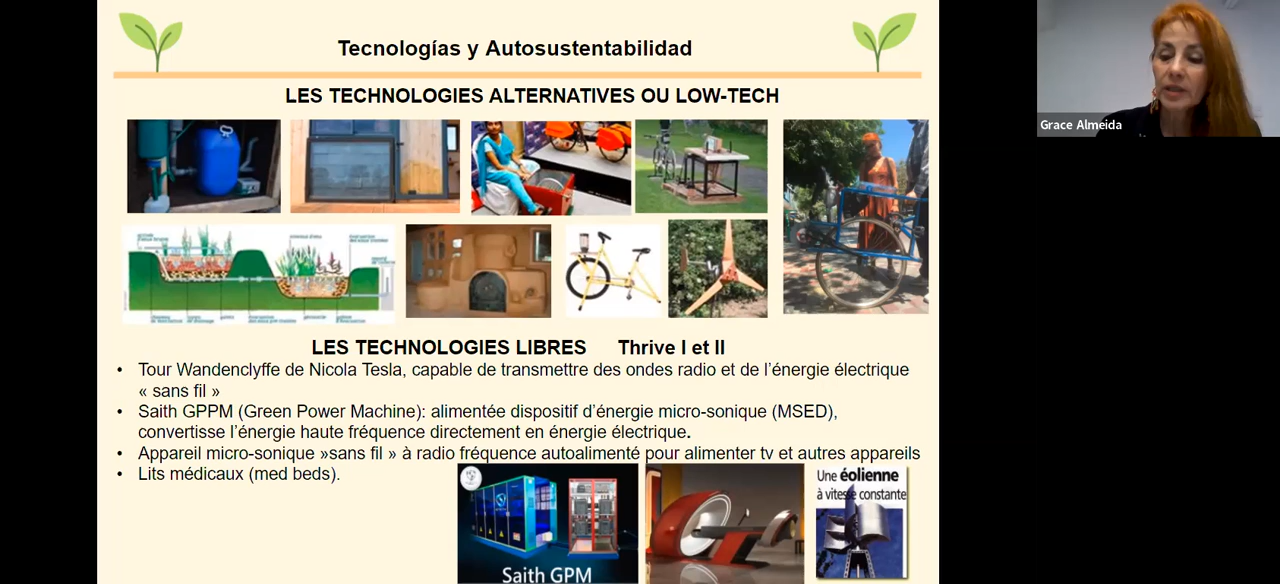 Tecnologías y Autosustentabilidad
LES TECHNOLOGIES ALTERNATIVES OU LOW-TECH
Grace Almeida
LES TECHNOLOGIES LIBRES Thrive I et II
• Tour Wandenclyffe de Nicola Tesla, capable de transmettre des ondes radio et de l’énergie électrique
« sans fil »
• Saith GPPM (Green Power Machine): alimentée dispositif d’énergie micro-sonique (MSED),
convertisse l’énergie haute fréquence directement en énergie électrique.
• Appareil micro-sonique »sans fil » à radio fréquence autoalimenté pour alimenter tv et autres appareils
• Lits médicaux (med beds).
Saith GPM
Une éolienne
à vitesse constante